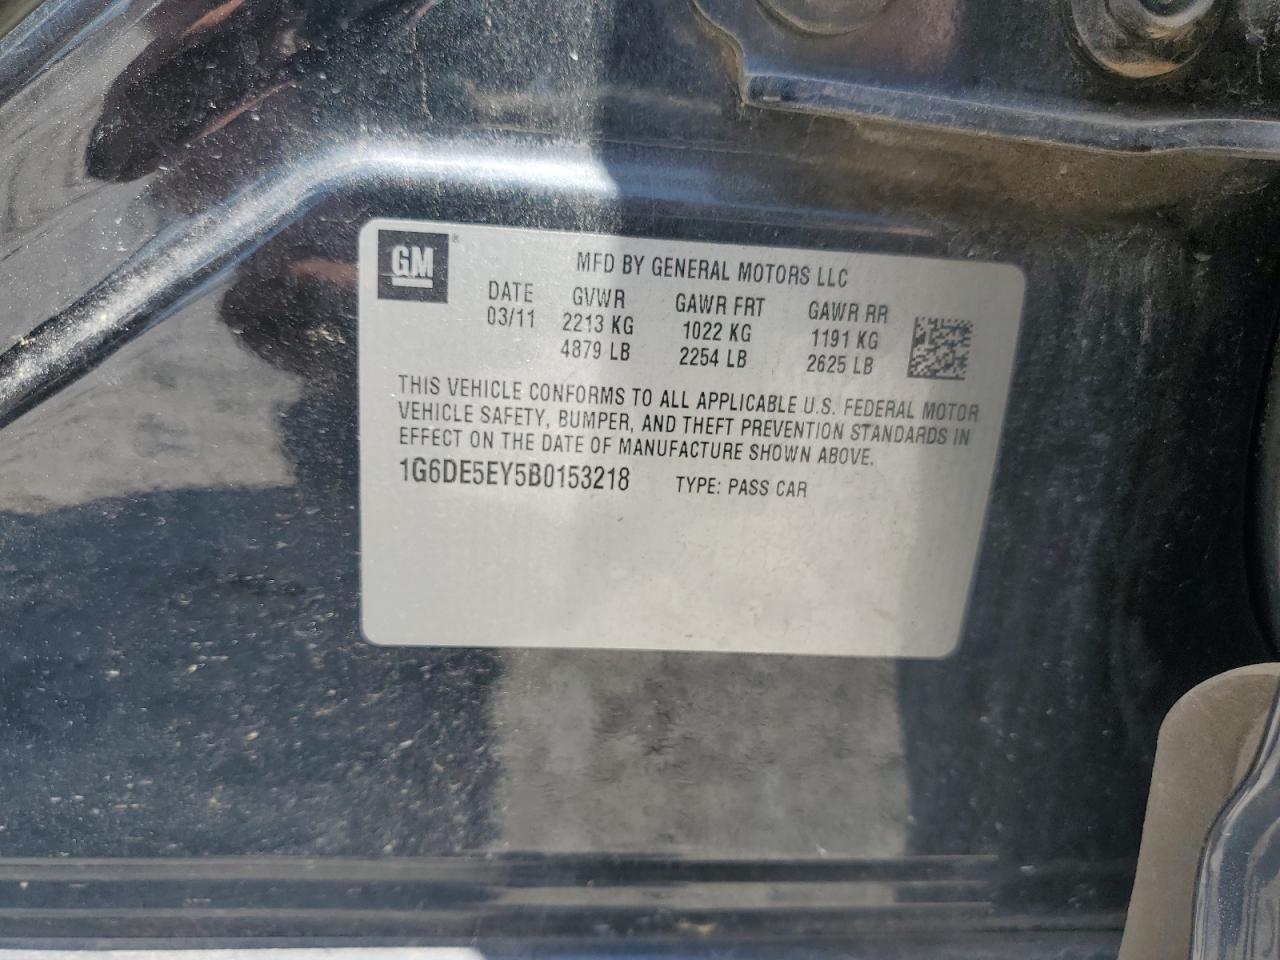 GM®
MFD BY GENERAL MOTORS LLC
DATE GVWR GAWR FRT GAWR RR
03/11 2213 KG 1022 KG 1191 KG
4879 LB 2254 LB 2625 LB
THIS VEHICLE CONFORMS TO ALL APPLICABLE U.S. FEDERAL MOTOR
VEHICLE SAFETY, BUMPER, AND THEFT PREVENTION STANDARDS IN
EFFECT ON THE DATE OF MANUFACTURE SHOWN ABOVE.
1G6DE5EY5B0153218 TYPE: PASS CAR